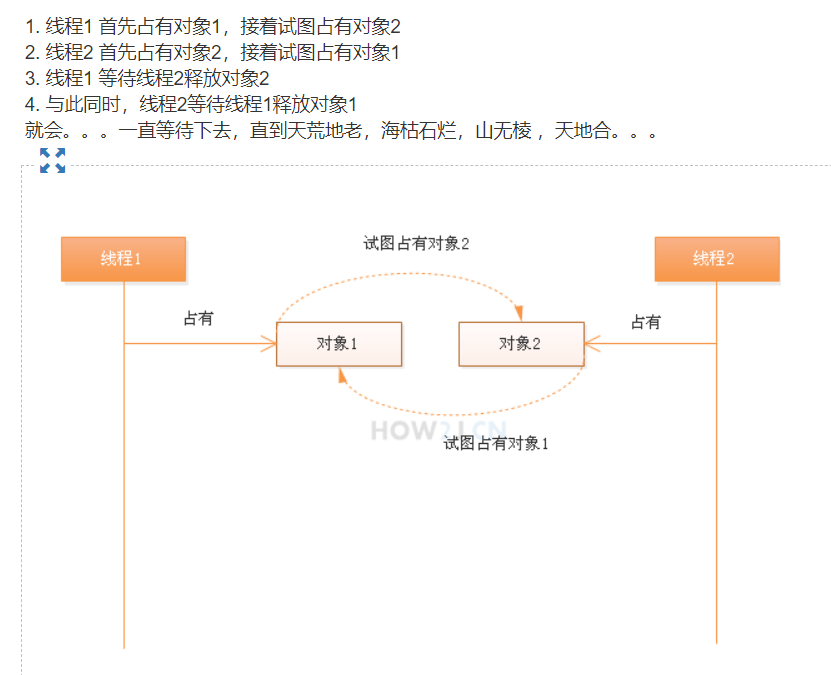 1. 线程1 首先占有对象1，接着试图占有对象2
2. 线程2 首先占有对象2，接着试图占有对象1
3. 线程1 等待线程2释放对象2
4. 与此同时，线程2等待线程1释放对象1
就会。。。一直等待下去，直到天荒地老，海枯石烂，山无棱 ，天地合。。。
试图占有对象2
线程1
线程2
占有
占有
对象1
对象2
HOW2J.CN
试图占有对象1